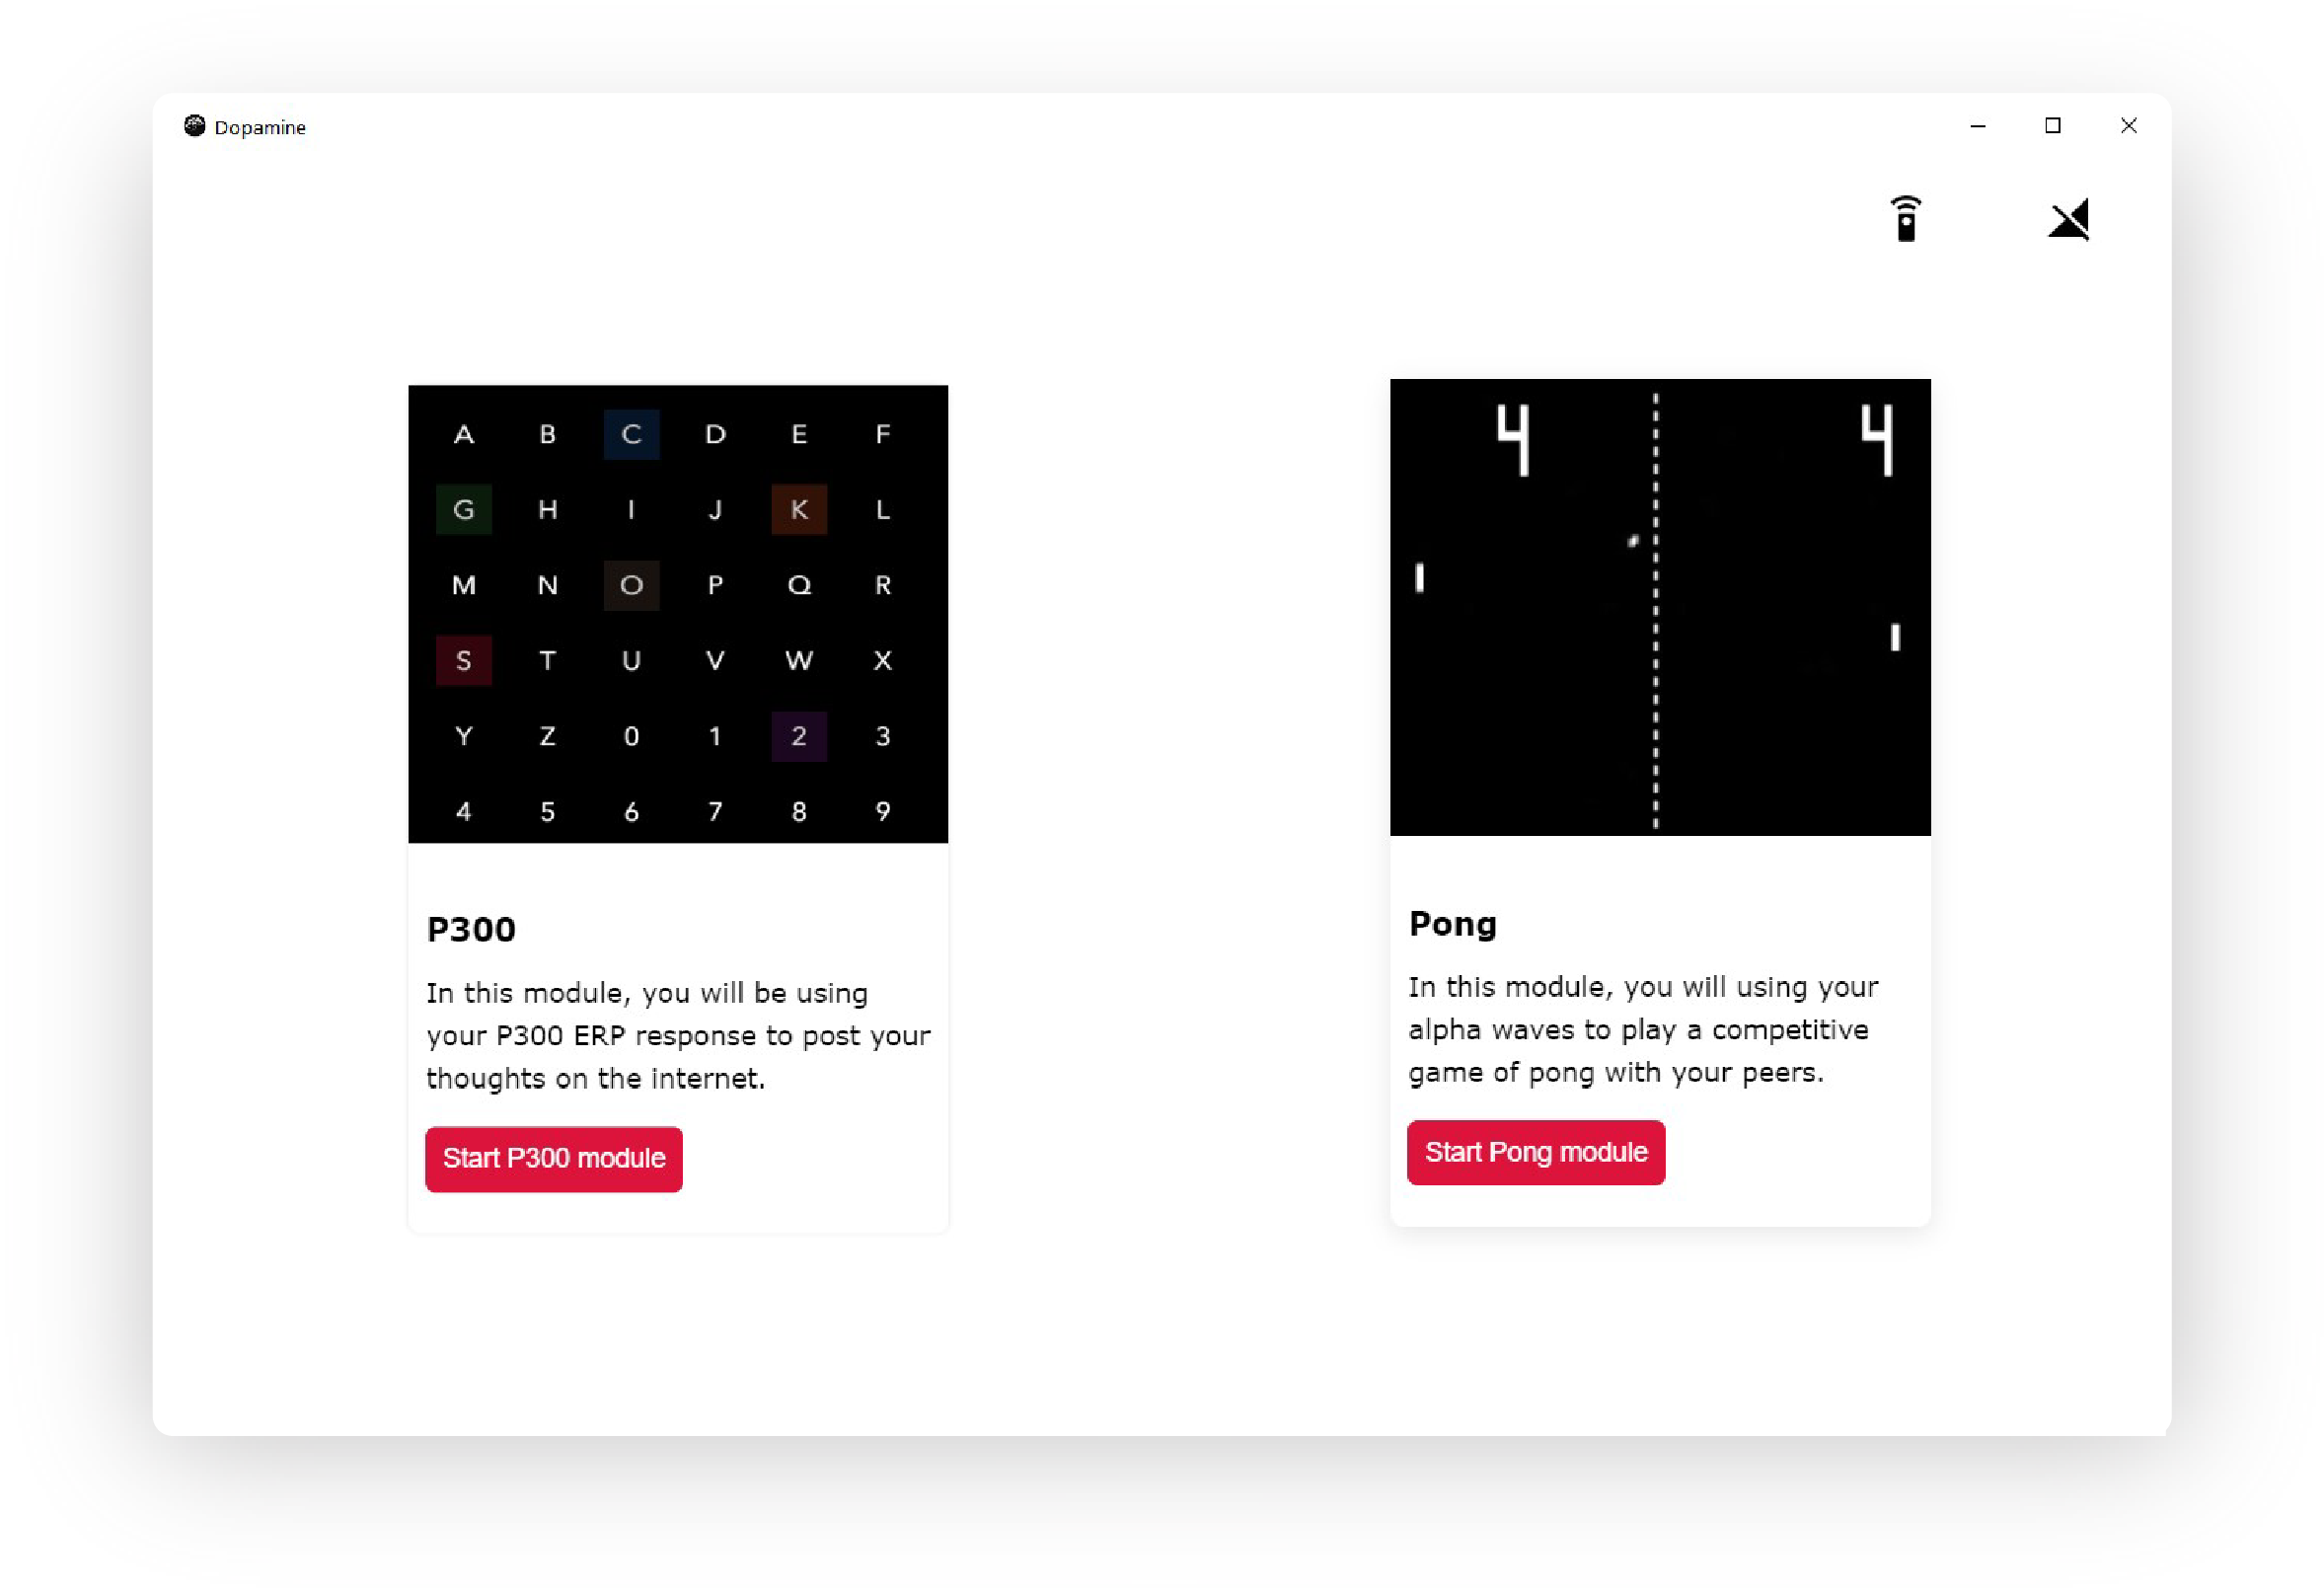 Dopamine
A B C D E F
G H I J K L
M N O P Q R
S T U V W X
Y Z 0 1 2 3
4 5 6 7 8 9
P300
In this module, you will be using
your P300 ERP response to post your
thoughts on the internet.
Start P300 module
4 4
Pong
In this module, you will using your
alpha waves to play a competitive
game of pong with your peers.
Start Pong module